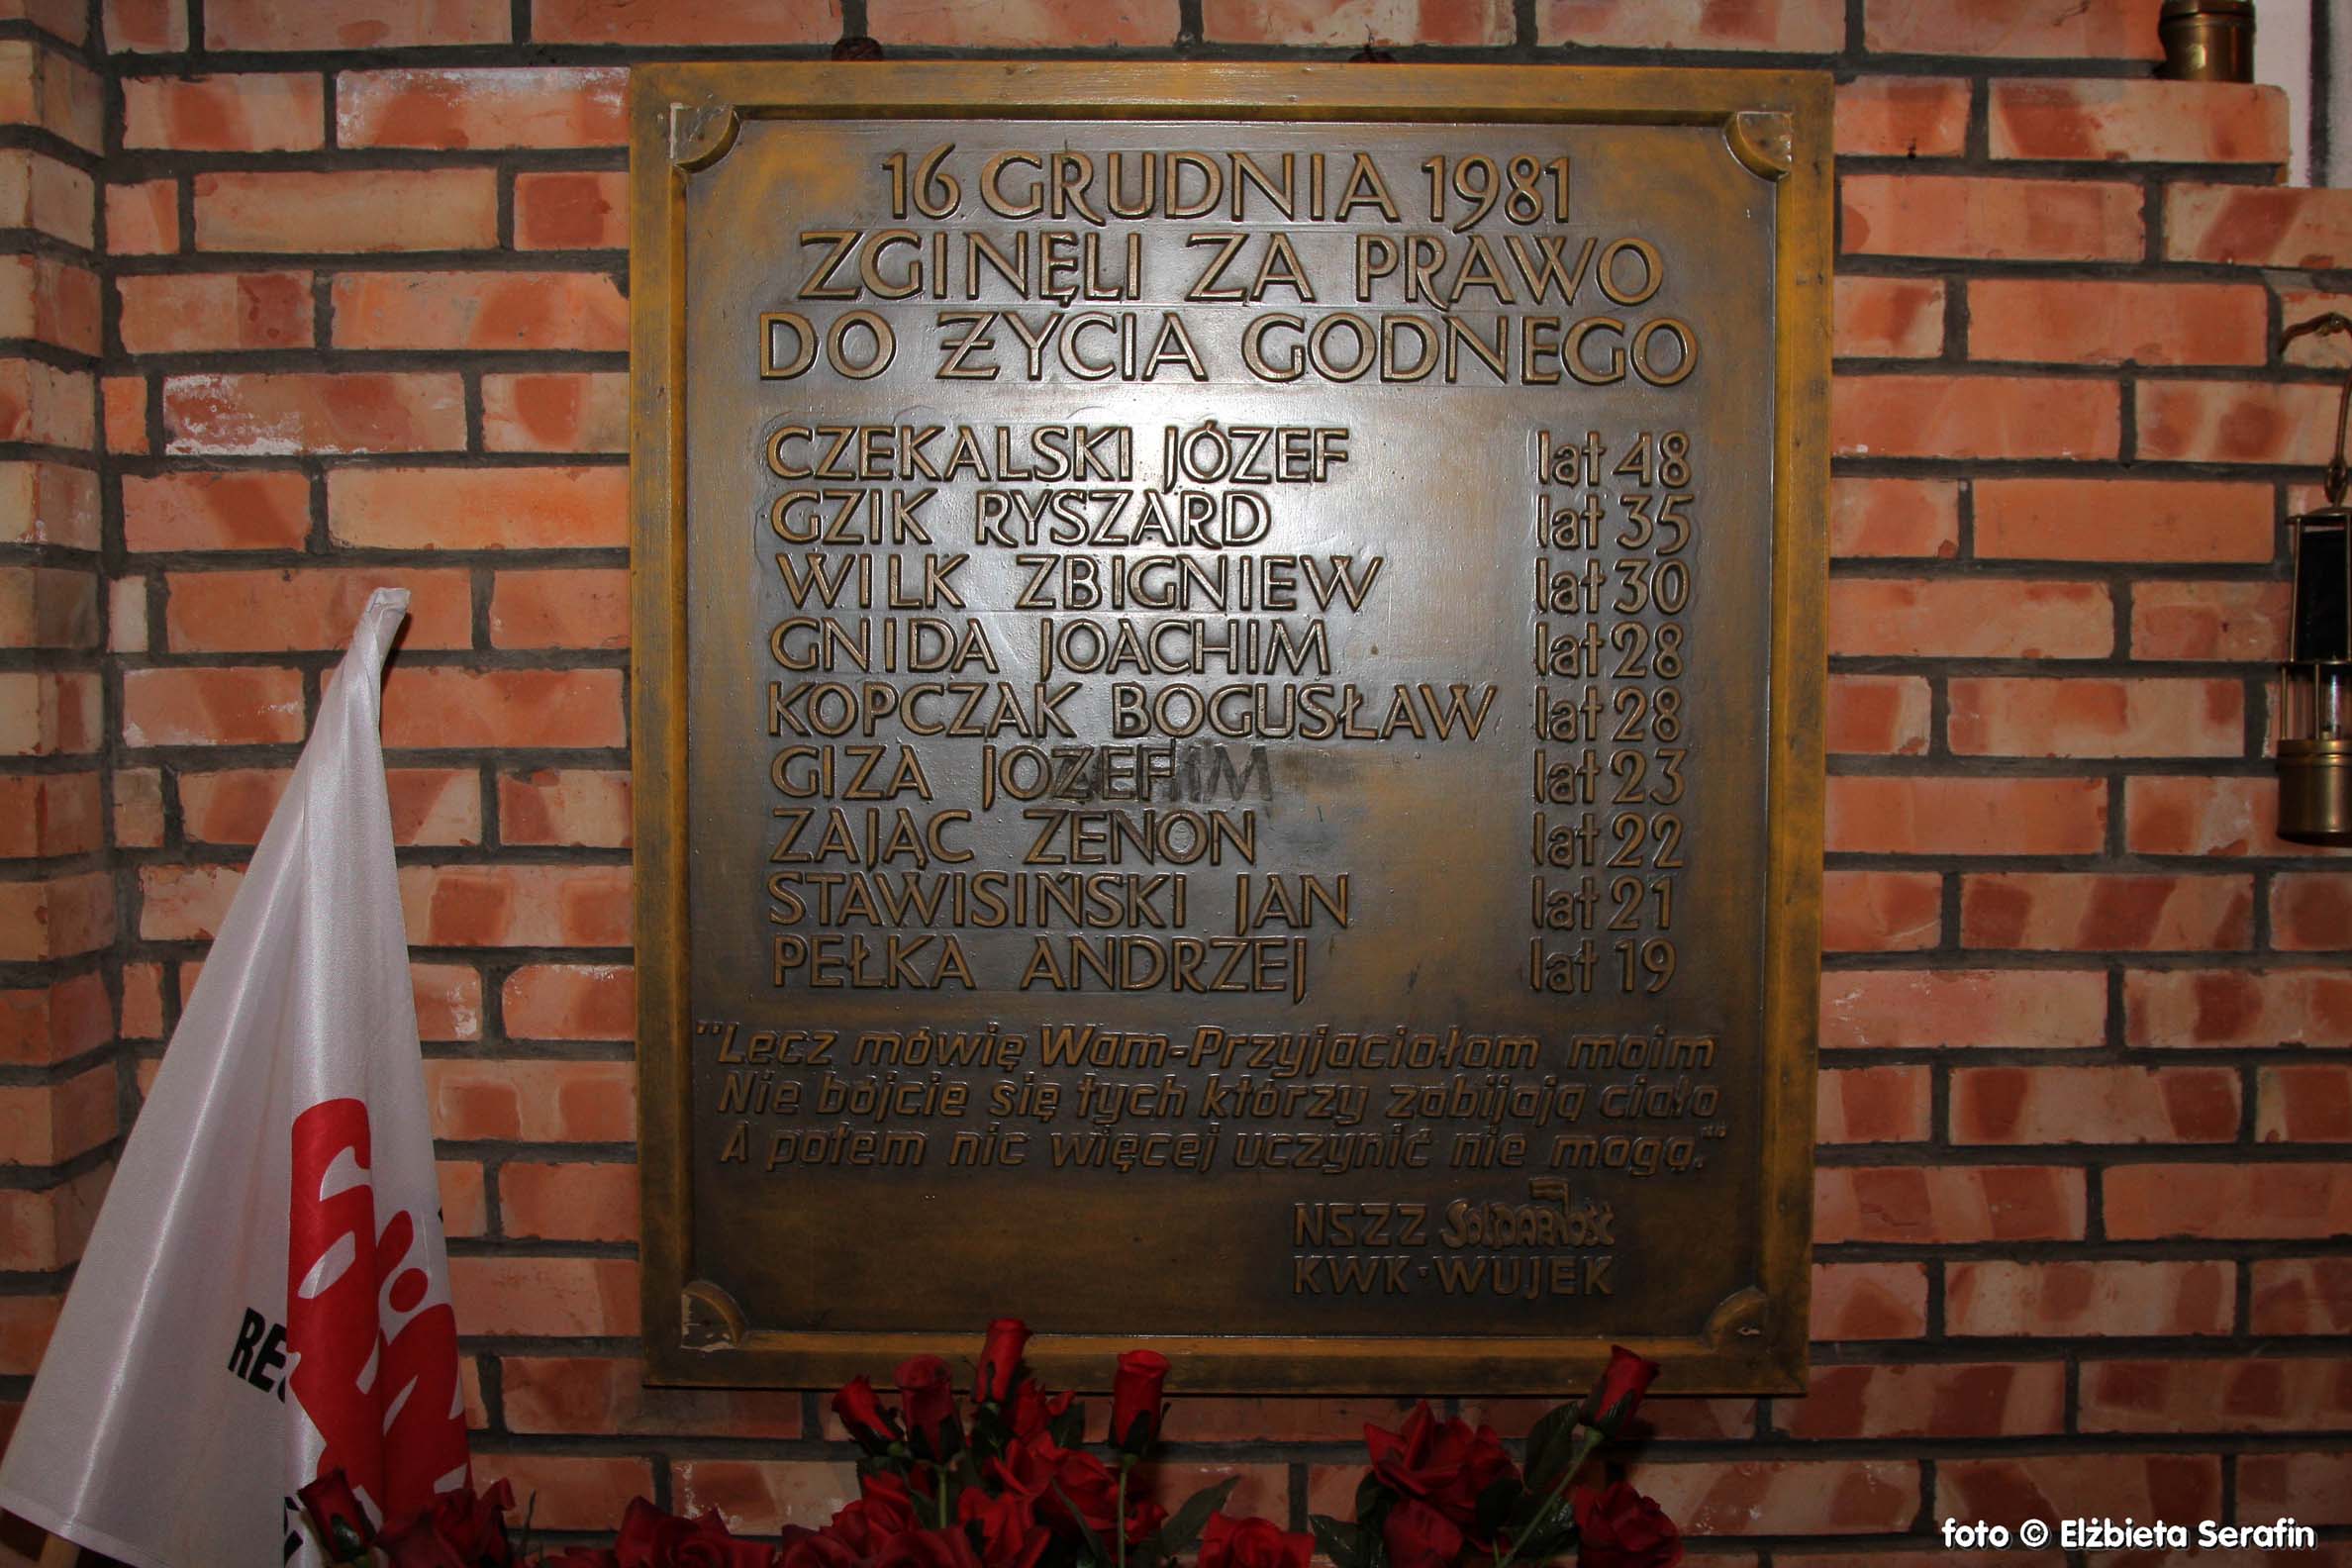 16 GRUDNIA 1981
ZGINĘLI ZA PRAWO
DO ŻYCIA GODNEGO
CZEKALSKI JÓZEF lat 48
GZIK RYSZARD lat 35
WILK ZBIGNIEW lat 30
GNIDA JOACHIM lat 28
KOPCZAK BOGUSŁAW lat 28
GIZA JOZEF lat 23
ZAJĄC ZENON lat 22
STAWISIŃSKI JAN lat 21
PEŁKA ANDRZEJ lat 19
"Lecz mówię Wam-Przyjaciołom moim
Nie bójcie się tych którzy zabijają ciało
A potem nic więcej uczynić nie mogą."
NSZZ Solidarność
KWK·WUJEK
RE
foto © Elżbieta Serafin